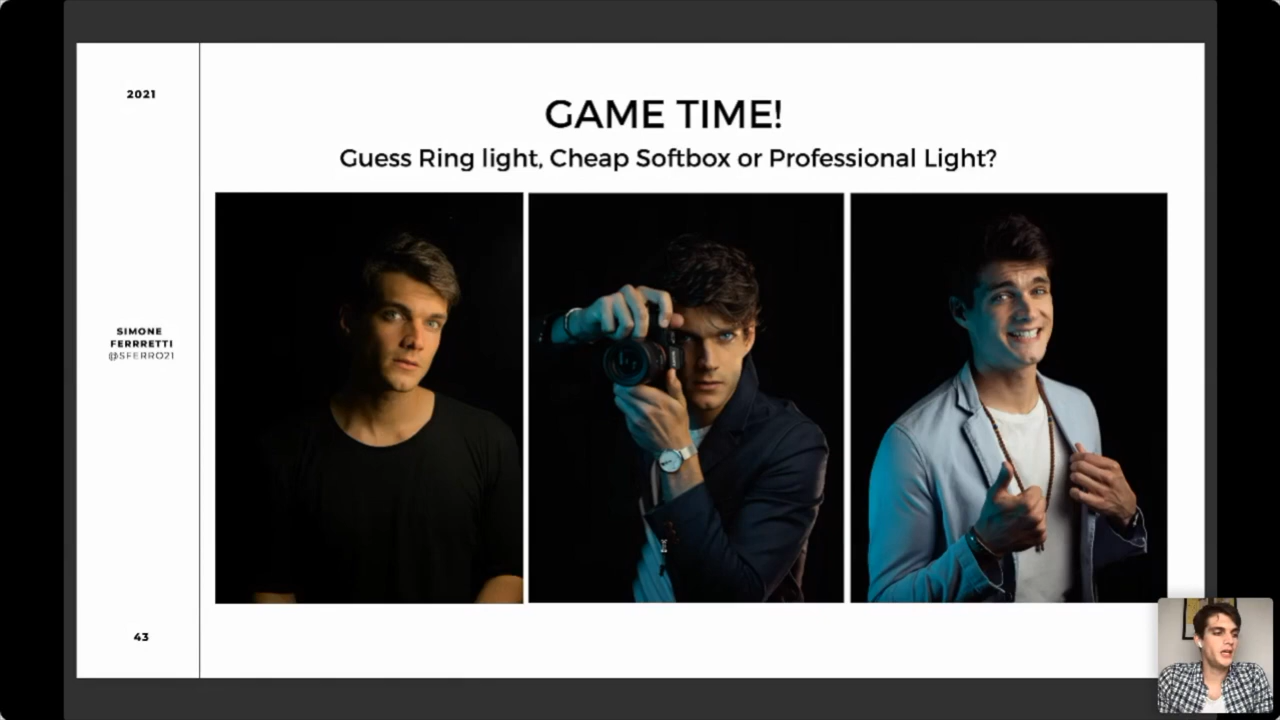 2021
GAME TIME!
Guess Ring light, Cheap Softbox or Professional Light?
SIMONE
FERRRETTI
@SFERRO21
43